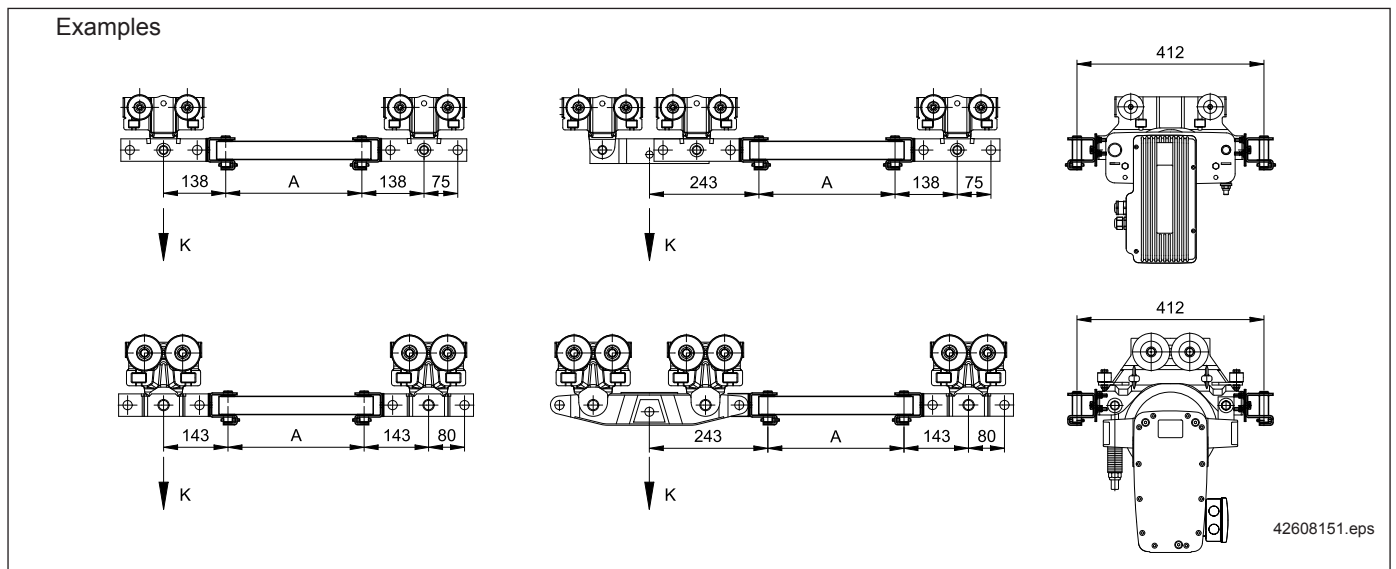 Examples
412
138 A 138 75
243 A 138 75
K
K
412
143 A 143 80
243 A 143 80
K
K
42608151.eps